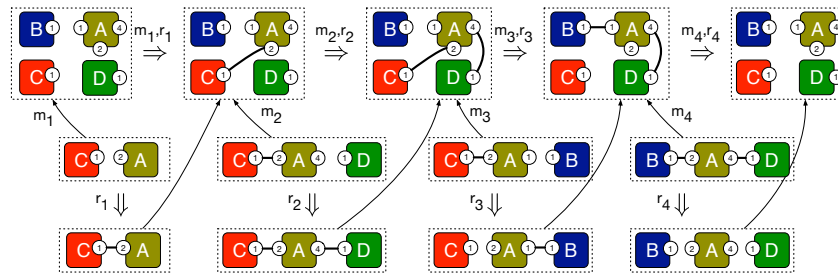 B 1 1 A 4 m₁,r₁ B 1 1 A 4 m₂,r₂ B 1 1 A 4 m₃,r₃ B 1 1 A 4 m₄,r₄ B 1 1 A 4
2 ⇒ 2 ⇒ 2 ⇒ 2 ⇒ 2
C 1 D 1 C 1 D 1 C 1 D 1 C 1 D 1 C 1 D 1
m₁ m₂ m₃ m₄
C 1 2 A C 1 2 A 4 1 D C 1 2 A 1 1 B B 1 2 A 4 1 D
r₁ ⇓ r₂ ⇓ r₃ ⇓ r₄ ⇓
C 1 2 A C 1 2 A 4 1 D C 1 2 A 1 1 B B 1 2 A 4 1 D